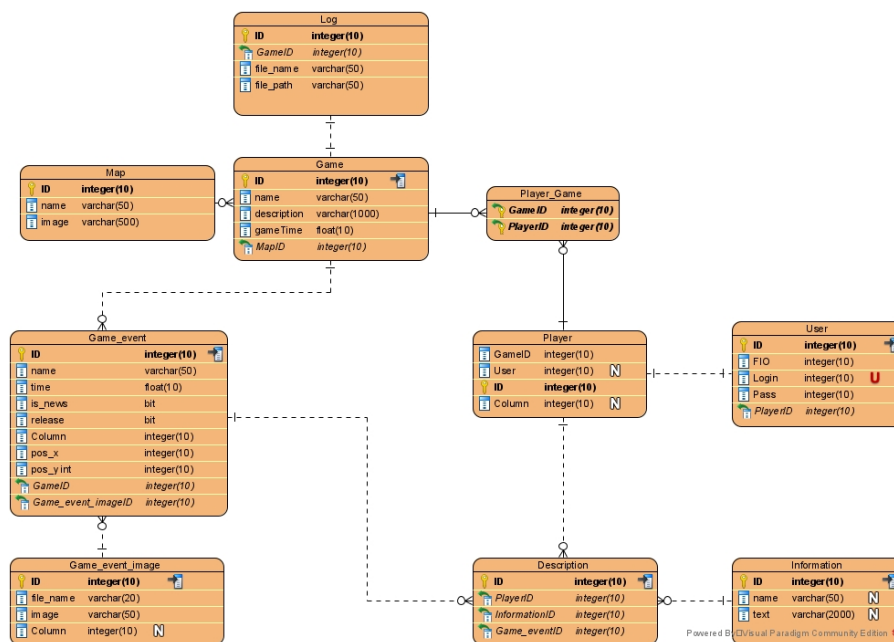 Log
ID integer(10)
GameID integer(10)
file_name varchar(50)
file_path varchar(50)
Map
ID integer(10)
name varchar(50)
image varchar(500)
Game
ID integer(10)
name varchar(50)
description varchar(1000)
gameTime float(10)
MapID integer(10)
Player_Game
GameID integer(10)
PlayerID integer(10)
Game_event
ID integer(10)
name varchar(50)
time float(10)
is_news bit
release bit
Column integer(10)
pos_x integer(10)
pos_y int integer(10)
GameID integer(10)
Game_event_imageID integer(10)
Player
GameID integer(10)
User integer(10) N
ID integer(10)
Column integer(10) N
User
ID integer(10)
FIO integer(10)
Login integer(10) U
Pass integer(10)
PlayerID integer(10)
Game_event_image
ID integer(10)
file_name varchar(20)
image varchar(50)
Column integer(10) N
Description
ID integer(10)
PlayerID integer(10)
InformationID integer(10)
Game_eventID integer(10)
Information
ID integer(10)
name varchar(50) N
text varchar(2000) N
Powered By Visual Paradigm Community Edition